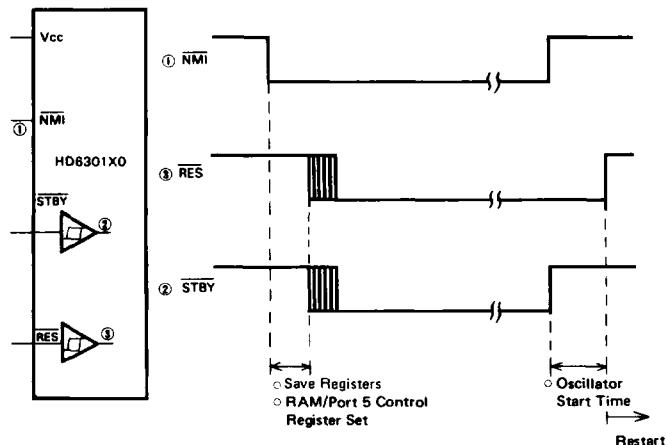 Vcc
① NMI
HD6301X0
STBY
②
RES
③
① NMI
③ RES
② STBY
○ Save Registers
○ RAM/Port 5 Control
Register Set
○ Oscillator
Start Time
Restart